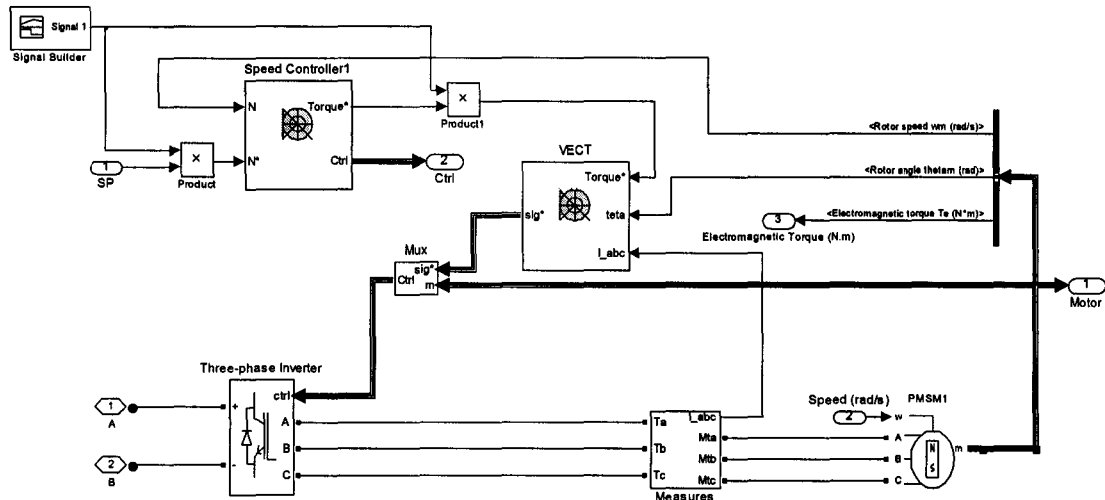 Signal 1
Signal Builder
Speed Controller1
N
Torque*
N*
Ctrl
×
Product1
1
SP
×
Product
2
Ctrl
VECT
Torque*
sig*
teta
I_abc
<Rotor speed wm (rad/s)>
<Rotor angle thetam (rad)>
<Electromagnetic torque Te (N*m)>
3
Electromagnetic Torque (N.m)
Mux
sig*
Ctrl
m
1
Motor
Three-phase Inverter
ctrl
+
A
B
-
C
1
A
2
B
I_abc
Ta
Mta
Tb
Mtb
Tc
Mtc
Measures
Speed (rad/s)
2
PMSM1
w
A
B
C
N
S
m